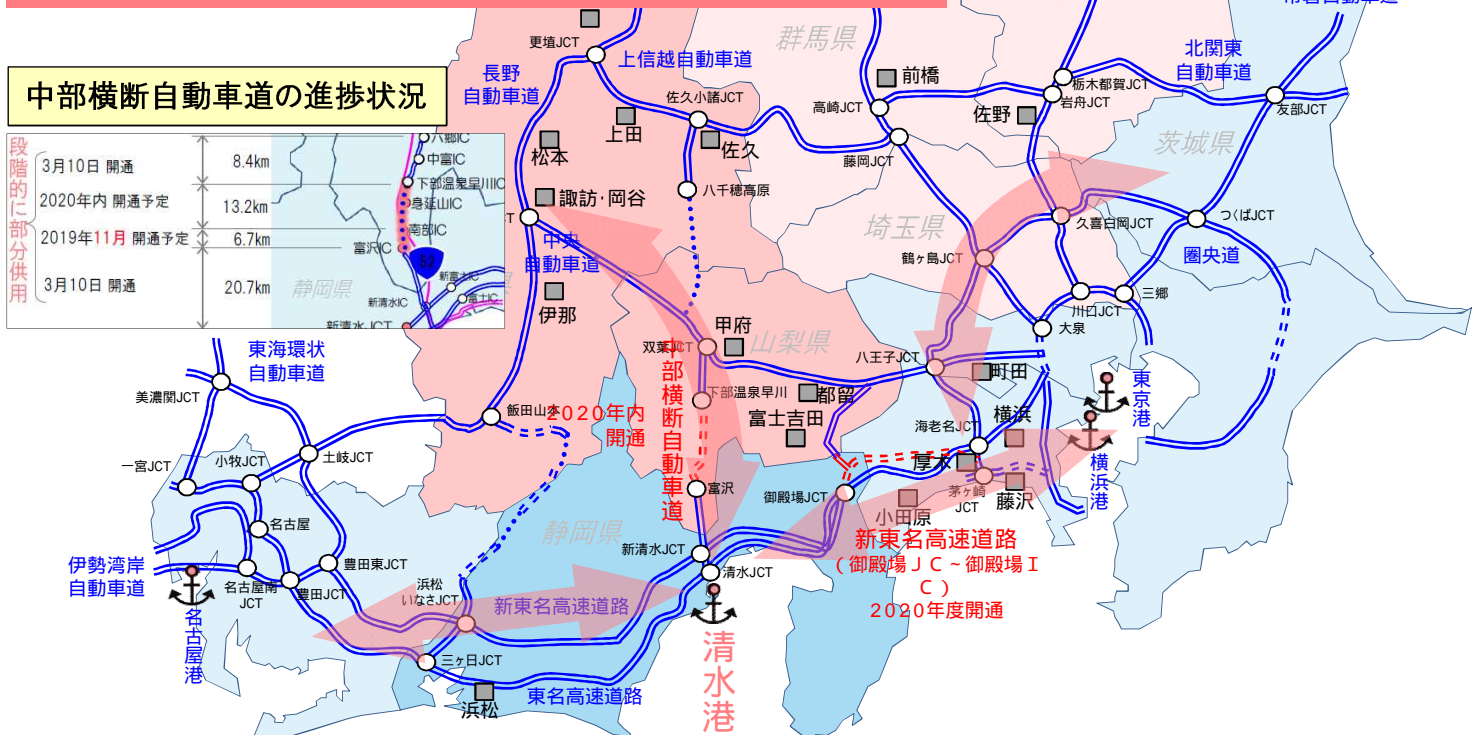 中部横断自動車道の進捗状況
段階的に部分供用
3月10日 開通
2020年内 開通予定
2019年11月 開通予定
3月10日 開通
8.4km
13.2km
6.7km
20.7km
六郷IC
中富IC
下部温泉早川IC
身延山IC
南部IC
富沢IC
52
新富士IC
富士IC
静岡県
新清水IC
新清水JCT
更埴JCT
上信越自動車道
長野
自動車道
佐久小諸JCT
上田
佐久
松本
諏訪・岡谷
八千穂高原
中央
自動車道
伊那
群馬県
前橋
高崎JCT
藤岡JCT
佐野
栃木都賀JCT
岩舟JCT
北関東
自動車道
友部JCT
茨城県
埼玉県
久喜白岡JCT
つくばJCT
圏央道
鶴ヶ島JCT
川口JCT
三郷
大泉
甲府
双葉JCT
山梨県
八王子JCT
町田
下部温泉早川
都留
富士吉田
中部横断自動車道
2020年内
開通
飯田山本
富沢
海老名JCT
横浜
厚木
茅ヶ崎
JCT
藤沢
小田原
御殿場JCT
東京港
横浜港
新東名高速道路
(御殿場JC~御殿場I
C)
2020年度開通
東海環状
自動車道
美濃関JCT
一宮JCT
小牧JCT
土岐JCT
名古屋
伊勢湾岸
自動車道
名古屋南
JCT
豊田JCT
豊田東JCT
名古屋港
静岡県
浜松
いなさJCT
新東名高速道路
新清水JCT
清水JCT
清水港
三ヶ日JCT
東名高速道路
浜松